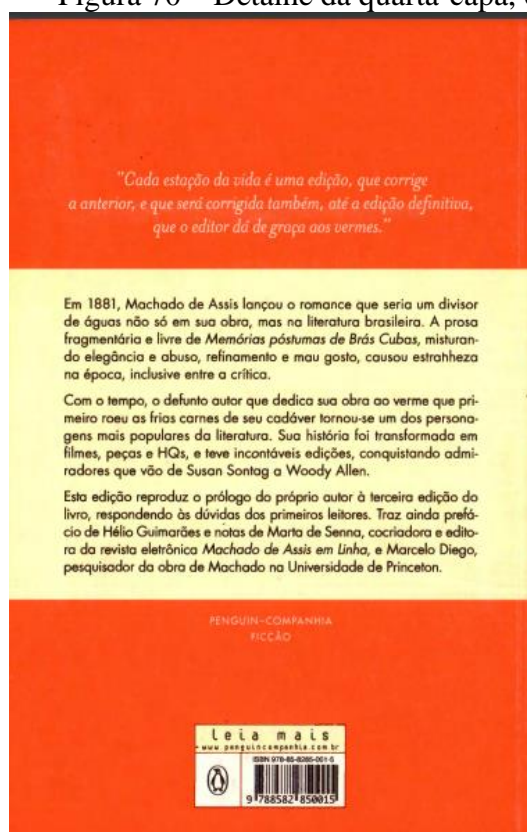 Figura 70 – Detalhe da quarta-capa,
"Cada estação da vida é uma edição, que corrige
a anterior, e que será corrigida também, até a edição definitiva,
que o editor dá de graça aos vermes."
Em 1881, Machado de Assis lançou o romance que seria um divisor
de águas não só em sua obra, mas na literatura brasileira. A prosa
fragmentária e livre de Memórias póstumas de Brás Cubas, misturan-
do elegância e abuso, refinamento e mau gosto, causou estranheza
na época, inclusive entre a crítica.
Com o tempo, o defunto autor que dedica sua obra ao verme que pri-
meiro roeu as frias carnes de seu cadáver tornou-se um dos persona-
gens mais populares da literatura. Sua história foi transformada em
filmes, peças e HQs, e teve incontáveis edições, conquistando admi-
radores que vão de Susan Sontag a Woody Allen.
Esta edição reproduz o prólogo do próprio autor à terceira edição do
livro, respondendo às dúvidas dos primeiros leitores. Traz ainda prefá-
cio de Hélio Guimarães e notas de Marta de Senna, cocriadora e edito-
ra da revista eletrônica Machado de Assis em Linha, e Marcelo Diego,
pesquisador da obra de Machado na Universidade de Princeton.
PENGUIN-COMPANHIA
FICÇÃO
leia mais
www.penguincompanhia.com.br
ISBN 978-85-8285-001-5
9 788582 850015